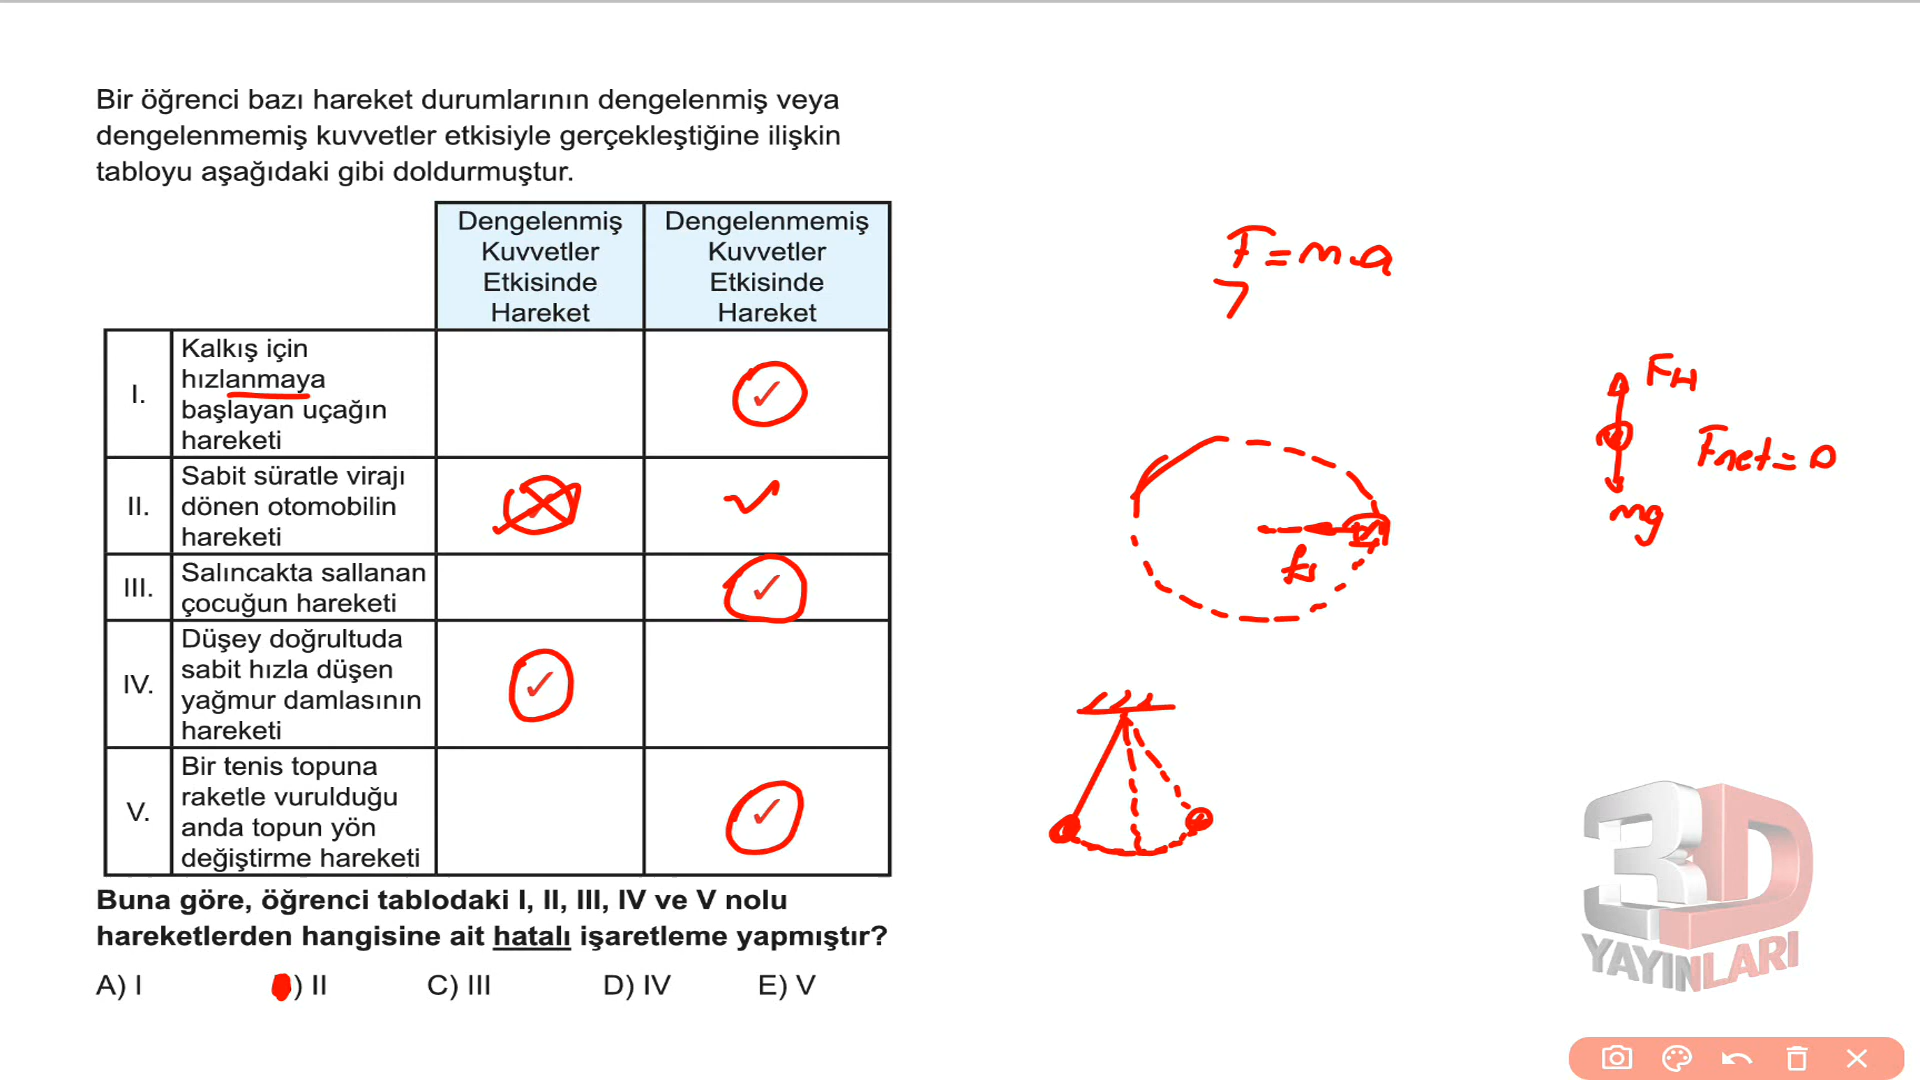 Bir öğrenci bazı hareket durumlarının dengelenmiş veya
dengelenmemiş kuvvetler etkisiyle gerçekleştiğine ilişkin
tabloyu aşağıdaki gibi doldurmuştur.
Dengelenmiş
Kuvvetler
Etkisinde
Hareket
Dengelenmemiş
Kuvvetler
Etkisinde
Hareket
I.
Kalkış için
hızlanmaya
başlayan uçağın
hareketi
✓
II.
Sabit süratle virajı
dönen otomobilin
hareketi
✓
III.
Salıncakta sallanan
çocuğun hareketi
✓
IV.
Düşey doğrultuda
sabit hızla düşen
yağmur damlasının
hareketi
✓
V.
Bir tenis topuna
raketle vurulduğu
anda topun yön
değiştirme hareketi
✓
Buna göre, öğrenci tablodaki I, II, III, IV ve V nolu
hareketlerden hangisine ait hatalı işaretleme yapmıştır?
A) I ) II C) III D) IV E) V
F = m.a
FH
Fnet = 0
mg
fs
3D
YAYINLARI